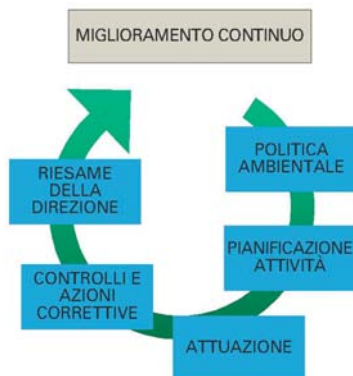 MIGLIORAMENTO CONTINUO
POLITICA
AMBIENTALE
PIANIFICAZIONE
ATTIVITÀ
ATTUAZIONE
CONTROLLI E
AZIONI
CORRETTIVE
RIESAME
DELLA
DIREZIONE